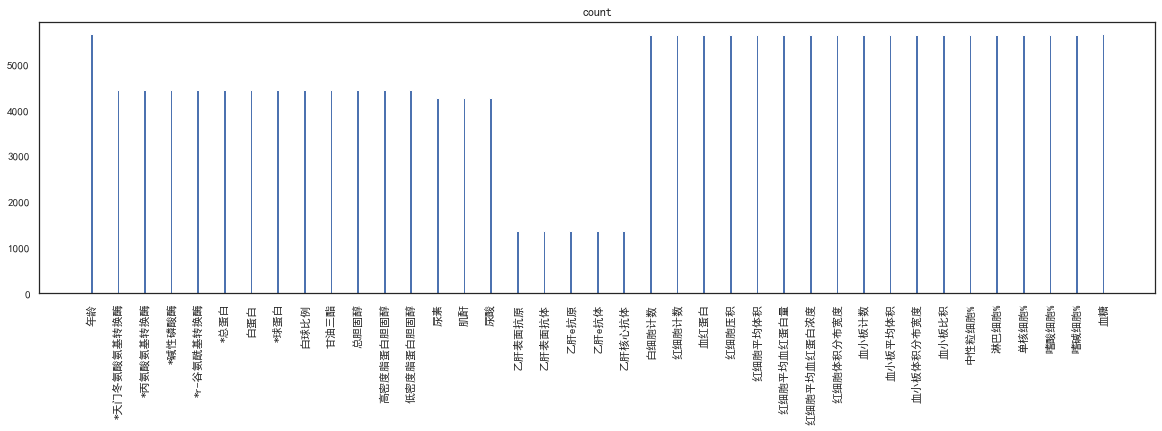 count
5000
4000
3000
2000
1000
0
年龄
*天门冬氨酸氨基转换酶
*丙氨酸氨基转换酶
*碱性磷酸酶
*r-谷氨酰基转换酶
*总蛋白
白蛋白
*球蛋白
白球比例
甘油三酯
总胆固醇
高密度脂蛋白胆固醇
低密度脂蛋白胆固醇
尿素
肌酐
尿酸
乙肝表面抗原
乙肝表面抗体
乙肝e抗原
乙肝e抗体
乙肝核心抗体
白细胞计数
红细胞计数
血红蛋白
红细胞压积
红细胞平均体积
红细胞平均血红蛋白量
红细胞平均血红蛋白浓度
红细胞体积分布宽度
血小板计数
血小板平均体积
血小板体积分布宽度
血小板比积
中性粒细胞%
淋巴细胞%
单核细胞%
嗜酸细胞%
嗜碱细胞%
血糖